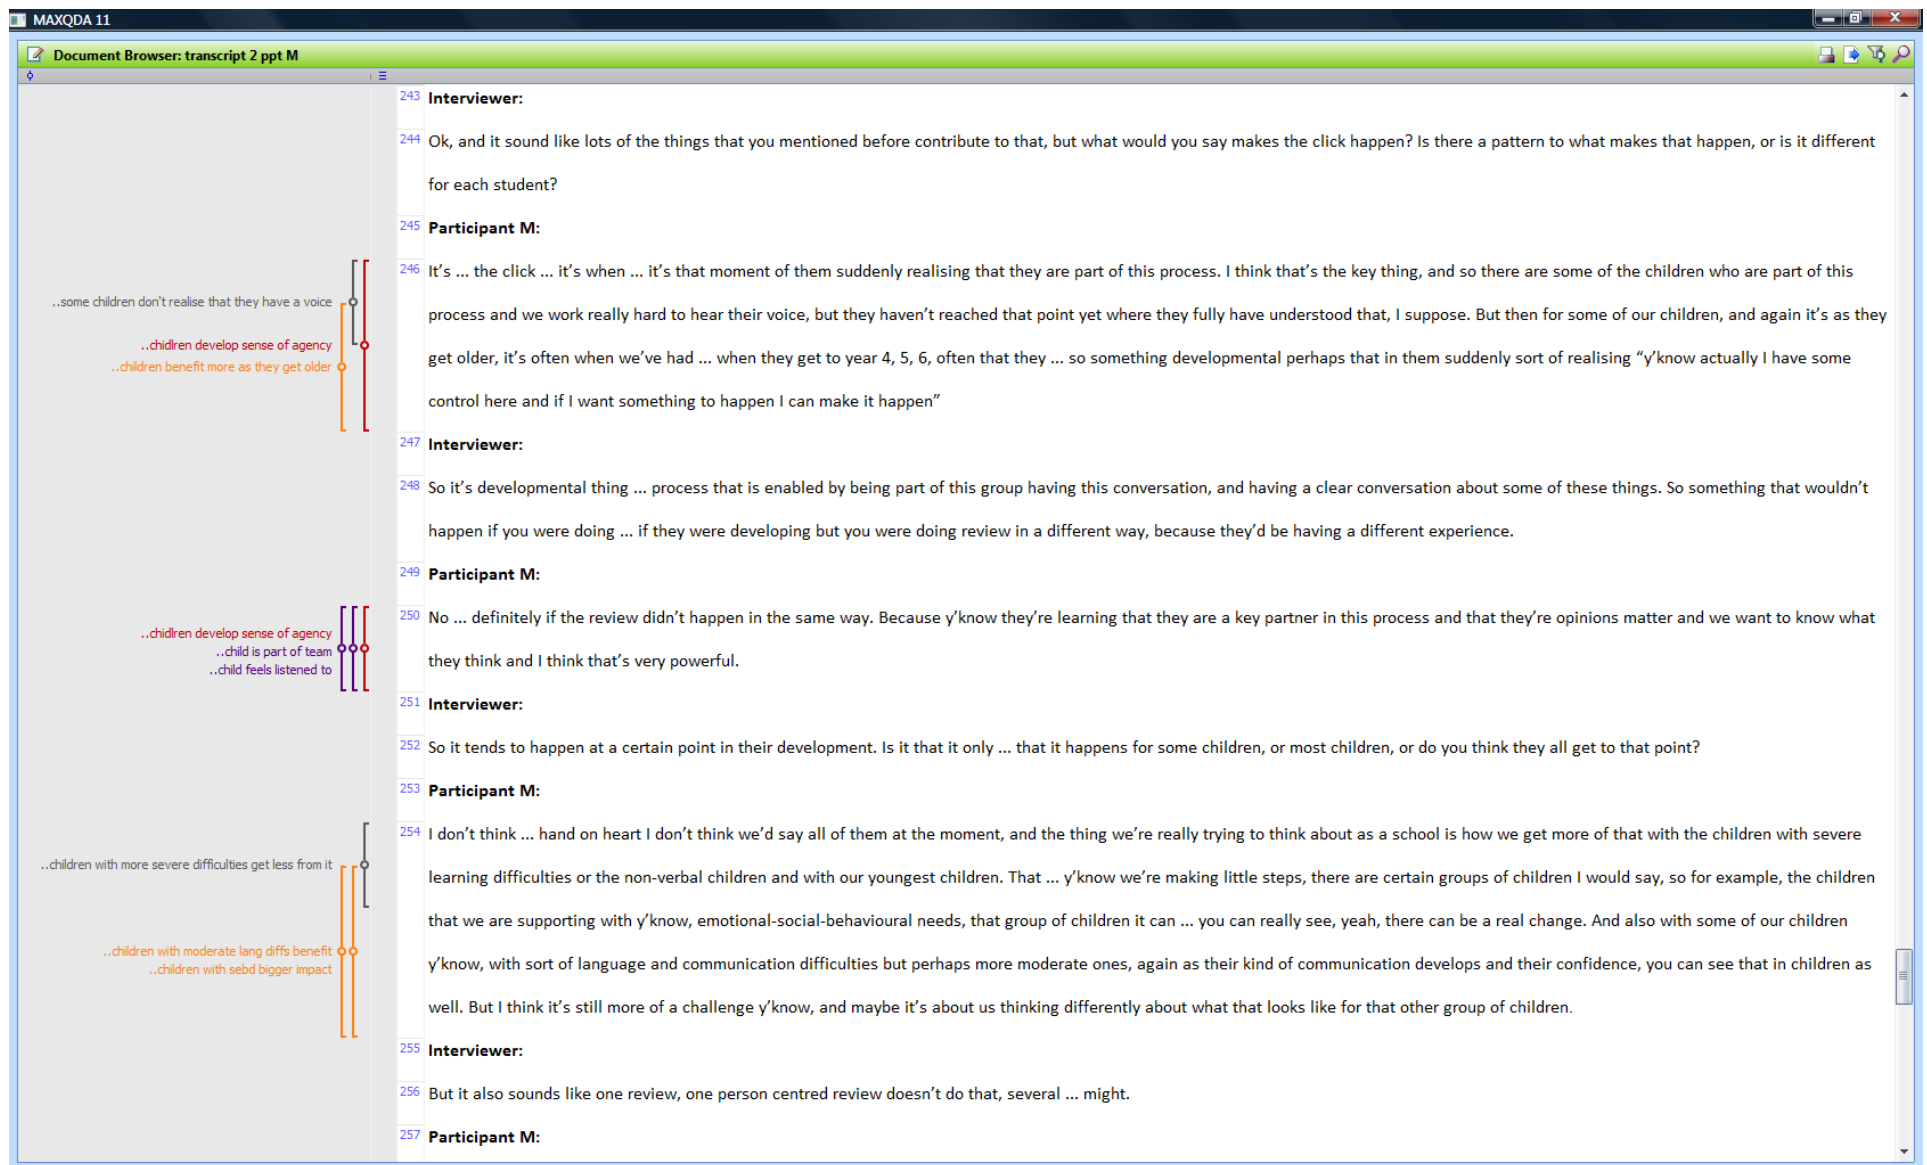 MAXQDA 11
Document Browser: transcript 2 ppt M
243 Interviewer:
244 Ok, and it sound like lots of the things that you mentioned before contribute to that, but what would you say makes the click happen? Is there a pattern to what makes that happen, or is it different
for each student?
245 Participant M:
246 It's ... the click ... it's when ... it's that moment of them suddenly realising that they are part of this process. I think that's the key thing, and so there are some of the children who are part of this
..some children don't realise that they have a voice
process and we work really hard to hear their voice, but they haven't reached that point yet where they fully have understood that, I suppose. But then for some of our children, and again it's as they
..chidlren develop sense of agency
get older, it's often when we've had ... when they get to year 4, 5, 6, often that they ... so something developmental perhaps that in them suddenly sort of realising “y'know actually I have some
..children benefit more as they get older
control here and if I want something to happen I can make it happen”
247 Interviewer:
248 So it's developmental thing ... process that is enabled by being part of this group having this conversation, and having a clear conversation about some of these things. So something that wouldn't
happen if you were doing ... if they were developing but you were doing review in a different way, because they'd be having a different experience.
249 Participant M:
250 No ... definitely if the review didn't happen in the same way. Because y'know they're learning that they are a key partner in this process and that they're opinions matter and we want to know what
..chidlren develop sense of agency
..child is part of team
they think and I think that's very powerful.
..child feels listened to
251 Interviewer:
252 So it tends to happen at a certain point in their development. Is it that it only ... that it happens for some children, or most children, or do you think they all get to that point?
253 Participant M:
254 I don't think ... hand on heart I don't think we'd say all of them at the moment, and the thing we're really trying to think about as a school is how we get more of that with the children with severe
..children with more severe difficulties get less from it
learning difficulties or the non-verbal children and with our youngest children. That ... y'know we're making little steps, there are certain groups of children I would say, so for example, the children
that we are supporting with y'know, emotional-social-behavioural needs, that group of children it can ... you can really see, yeah, there can be a real change. And also with some of our children
..children with moderate lang diffs benefit
y'know, with sort of language and communication difficulties but perhaps more moderate ones, again as their kind of communication develops and their confidence, you can see that in children as
..children with sebd bigger impact
well. But I think it's still more of a challenge y'know, and maybe it's about us thinking differently about what that looks like for that other group of children.
255 Interviewer:
256 But it also sounds like one review, one person centred review doesn't do that, several ... might.
257 Participant M: